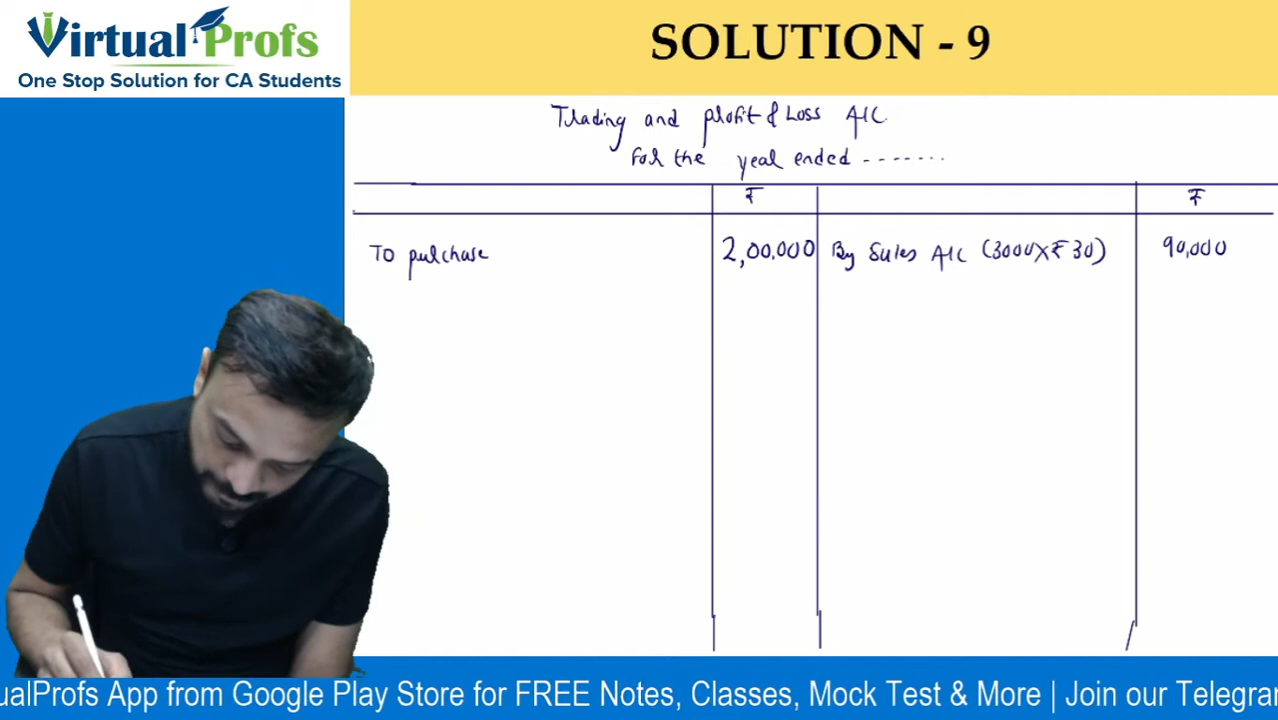 Virtual Profs
One Stop Solution for CA Students
SOLUTION - 9
Trading and profit & Loss A/C
For the year ended -------
₹ ₹
To purchase 2,00,000 By Sales A/C (3000X₹30) 90,000
ualProfs App from Google Play Store for FREE Notes, Classes, Mock Test & More | Join our Telegra